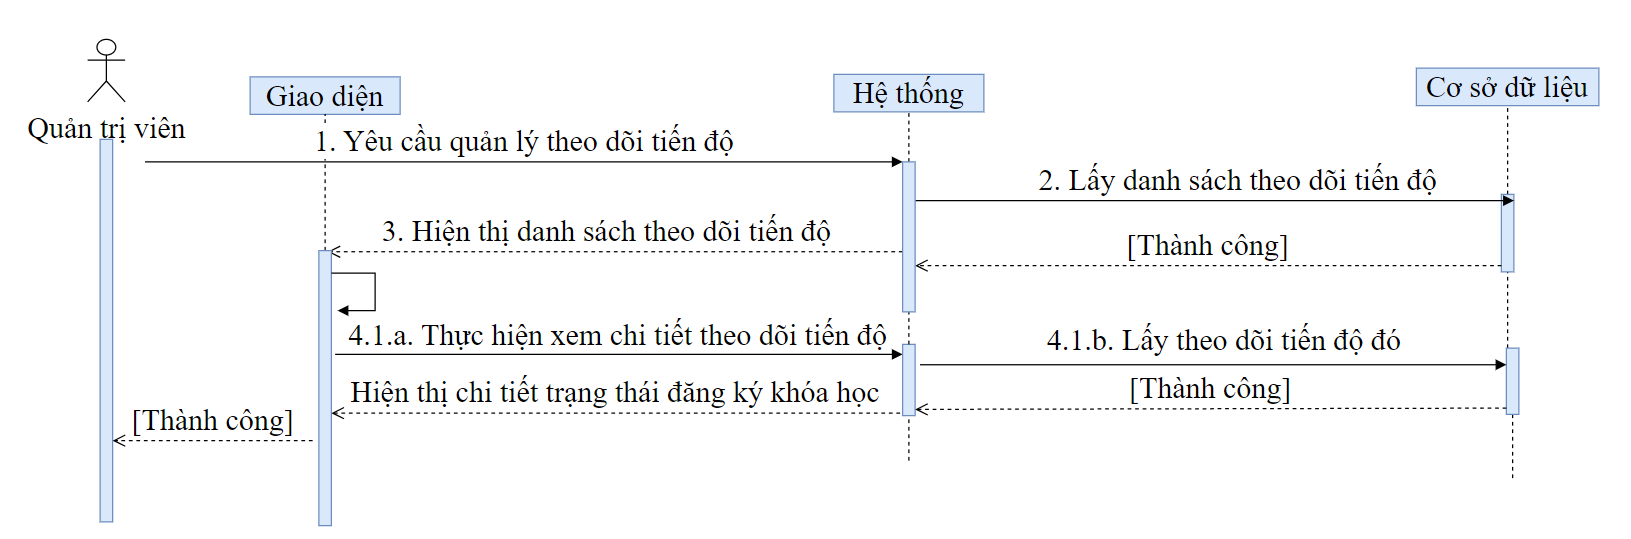 Quản trị viên
Giao diện
Hệ thống
Cơ sở dữ liệu
1. Yêu cầu quản lý theo dõi tiến độ
2. Lấy danh sách theo dõi tiến độ
3. Hiện thị danh sách theo dõi tiến độ
[Thành công]
4.1.a. Thực hiện xem chi tiết theo dõi tiến độ
4.1.b. Lấy theo dõi tiến độ đó
Hiện thị chi tiết trạng thái đăng ký khóa học
[Thành công]
[Thành công]